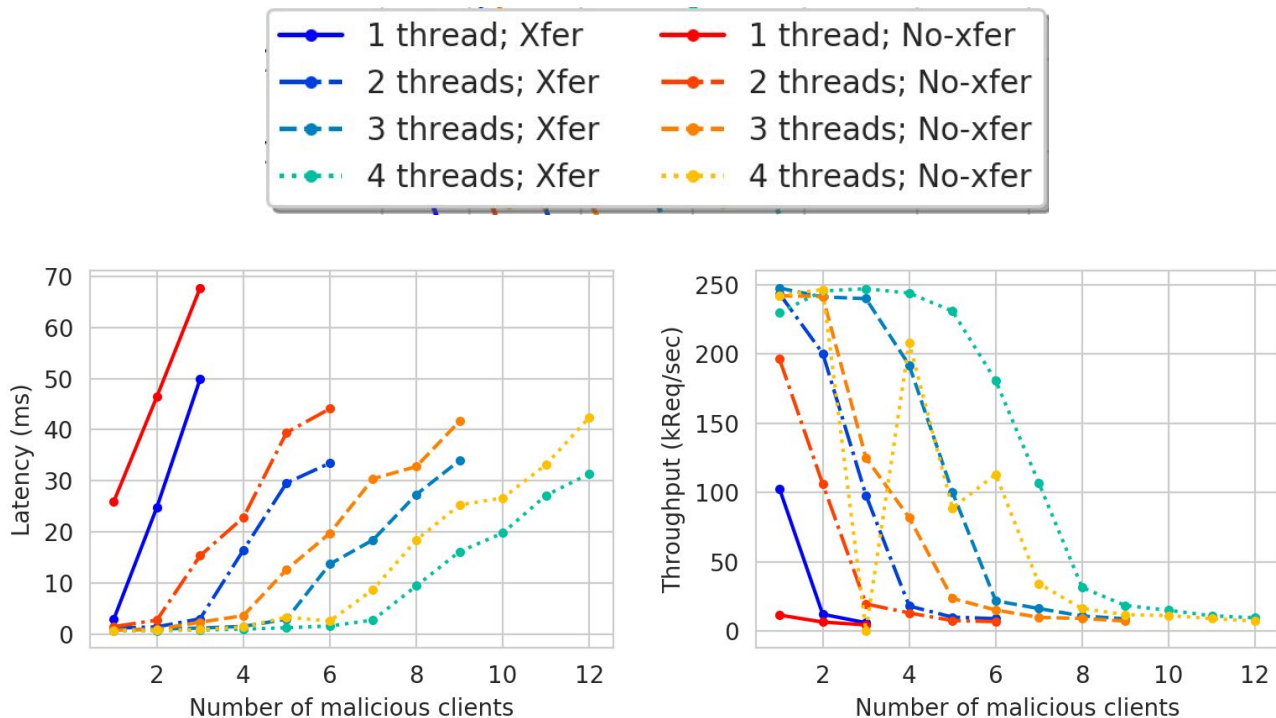 1 thread; Xfer
1 thread; No-xfer
2 threads; Xfer
2 threads; No-xfer
3 threads; Xfer
3 threads; No-xfer
4 threads; Xfer
4 threads; No-xfer
70
60
50
40
30
20
10
0
Latency (ms)
2 4 6 8 10 12
Number of malicious clients
250
200
150
100
50
0
Throughput (kReq/sec)
2 4 6 8 10 12
Number of malicious clients